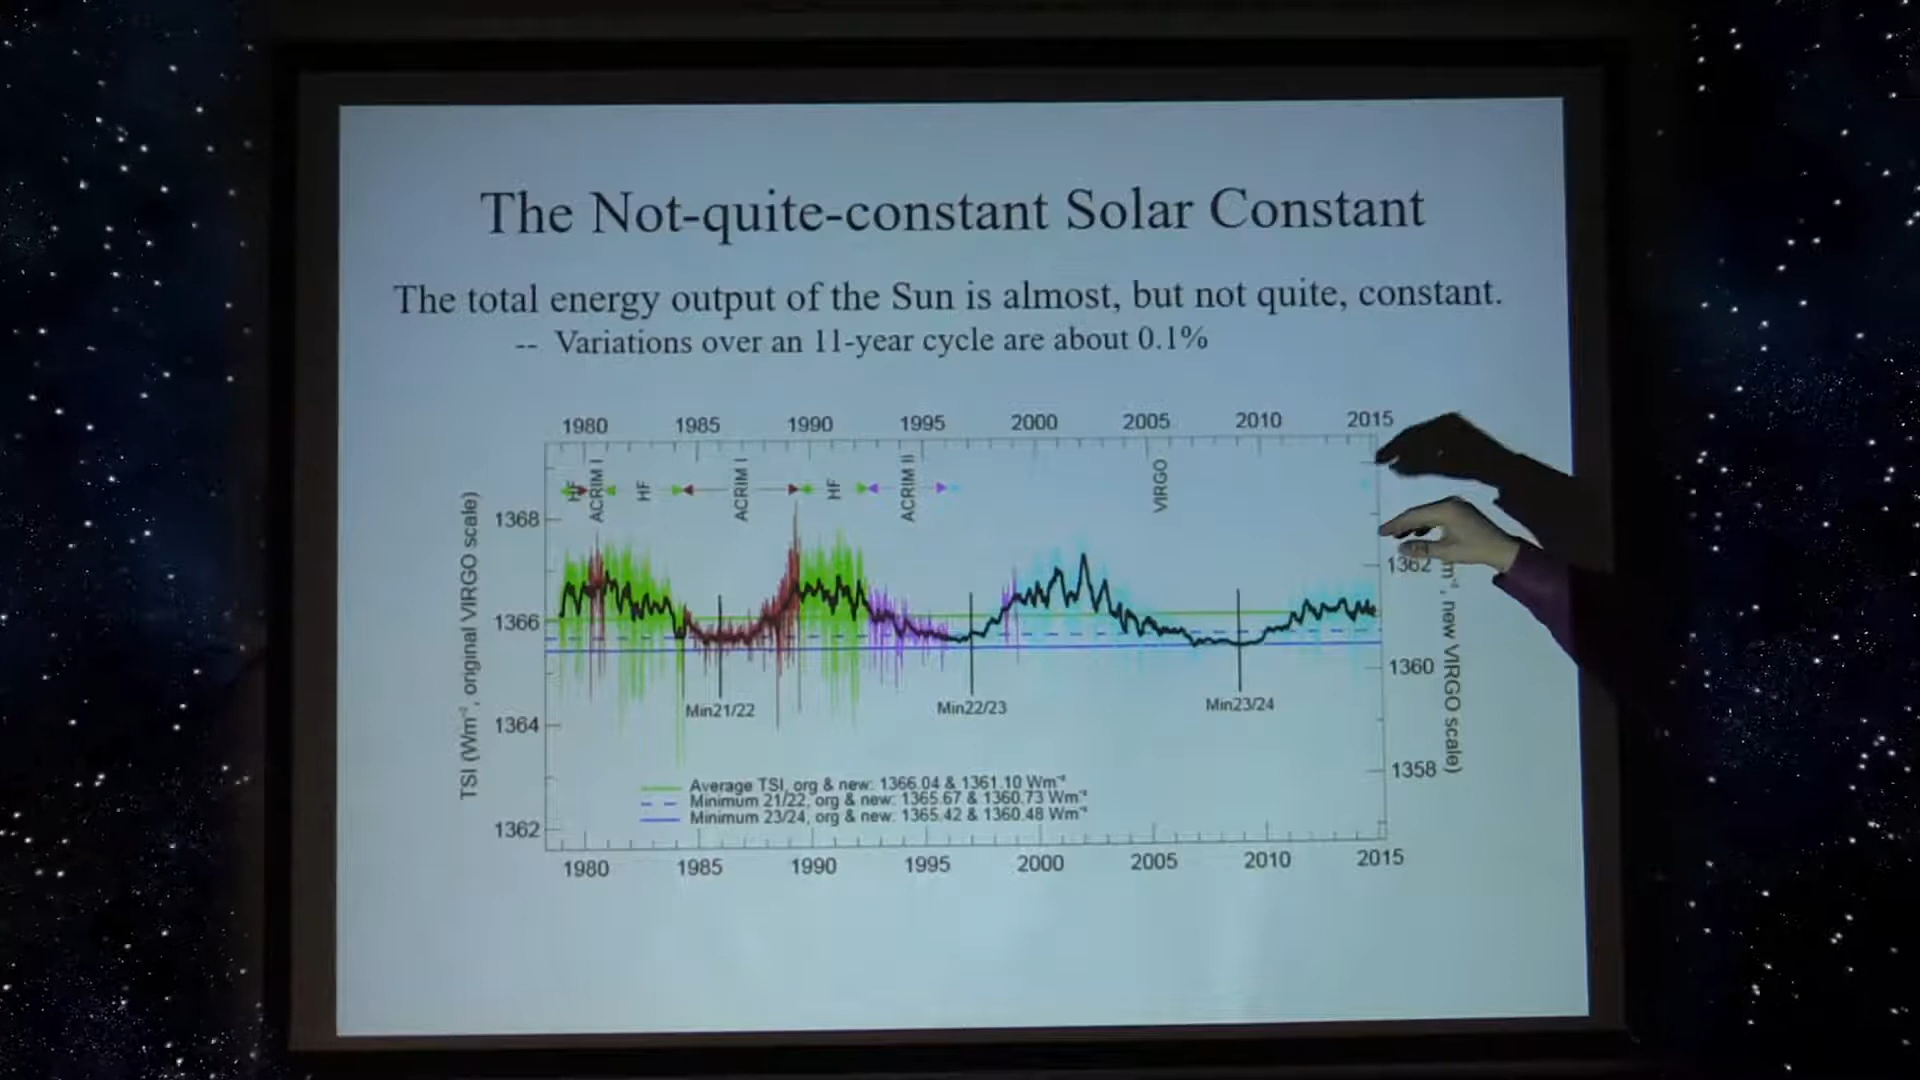 The Not-quite-constant Solar Constant
The total energy output of the Sun is almost, but not quite, constant.
-- Variations over an 11-year cycle are about 0.1%
1980 1985 1990 1995 2000 2005 2010 2015
HF ACRIM I HF ACRIM I HF ACRIM II VIRGO
TSI (Wm⁻², original VIRGO scale)
1368
1366
1364
1362
1362
1360
1358
new VIRGO scale)
Min21/22 Min22/23 Min23/24
Average TSI, org & new: 1366.04 & 1361.10 Wm⁻²
Minimum 21/22, org & new: 1365.67 & 1360.73 Wm⁻²
Minimum 23/24, org & new: 1365.42 & 1360.48 Wm⁻²
1980 1985 1990 1995 2000 2005 2010 2015